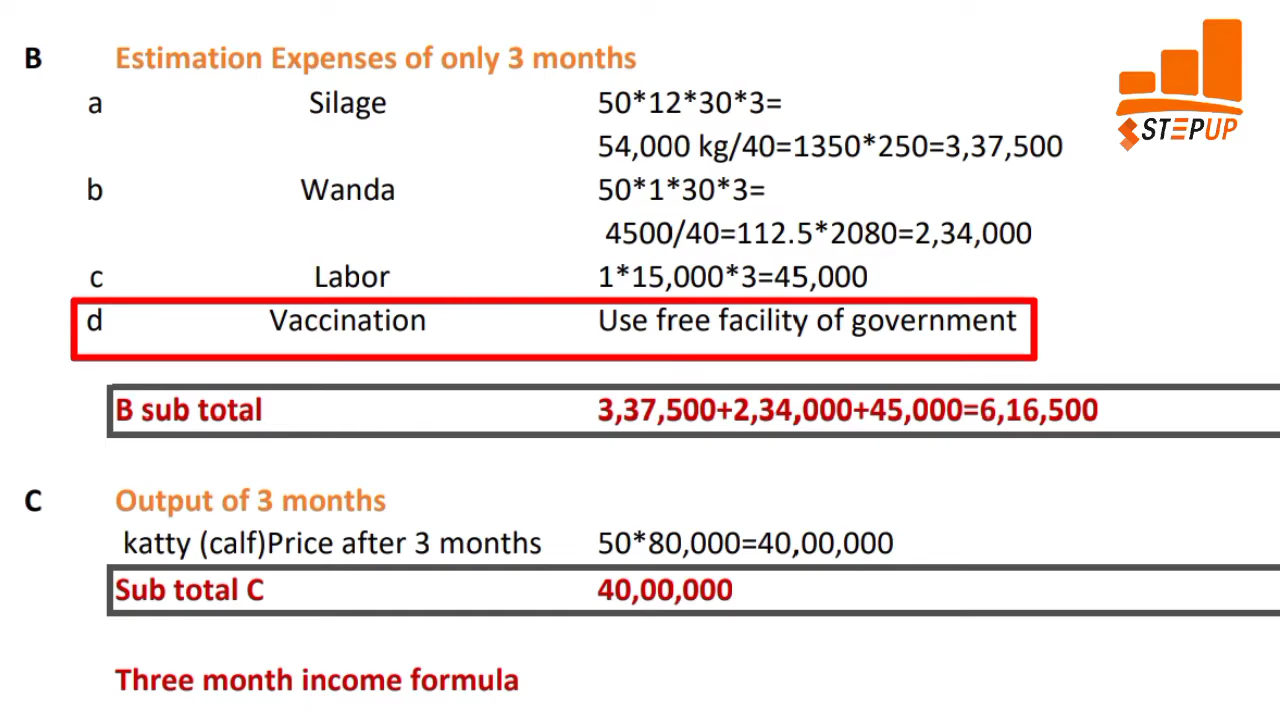 B Estimation Expenses of only 3 months
a Silage 50*12*30*3=
54,000 kg/40=1350*250=3,37,500
b Wanda 50*1*30*3=
4500/40=112.5*2080=2,34,000
c Labor 1*15,000*3=45,000
d Vaccination Use free facility of government
B sub total 3,37,500+2,34,000+45,000=6,16,500
C Output of 3 months
katty (calf)Price after 3 months 50*80,000=40,00,000
Sub total C 40,00,000
Three month income formula
STEPUP